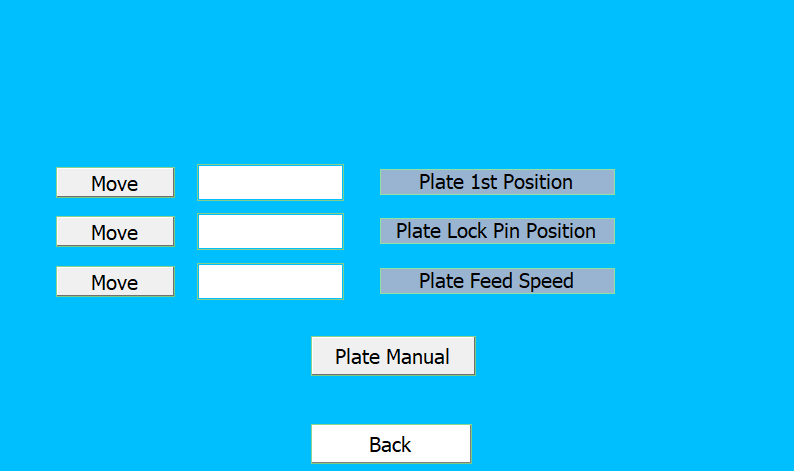 Move Plate 1st Position
Move Plate Lock Pin Position
Move Plate Feed Speed
Plate Manual
Back